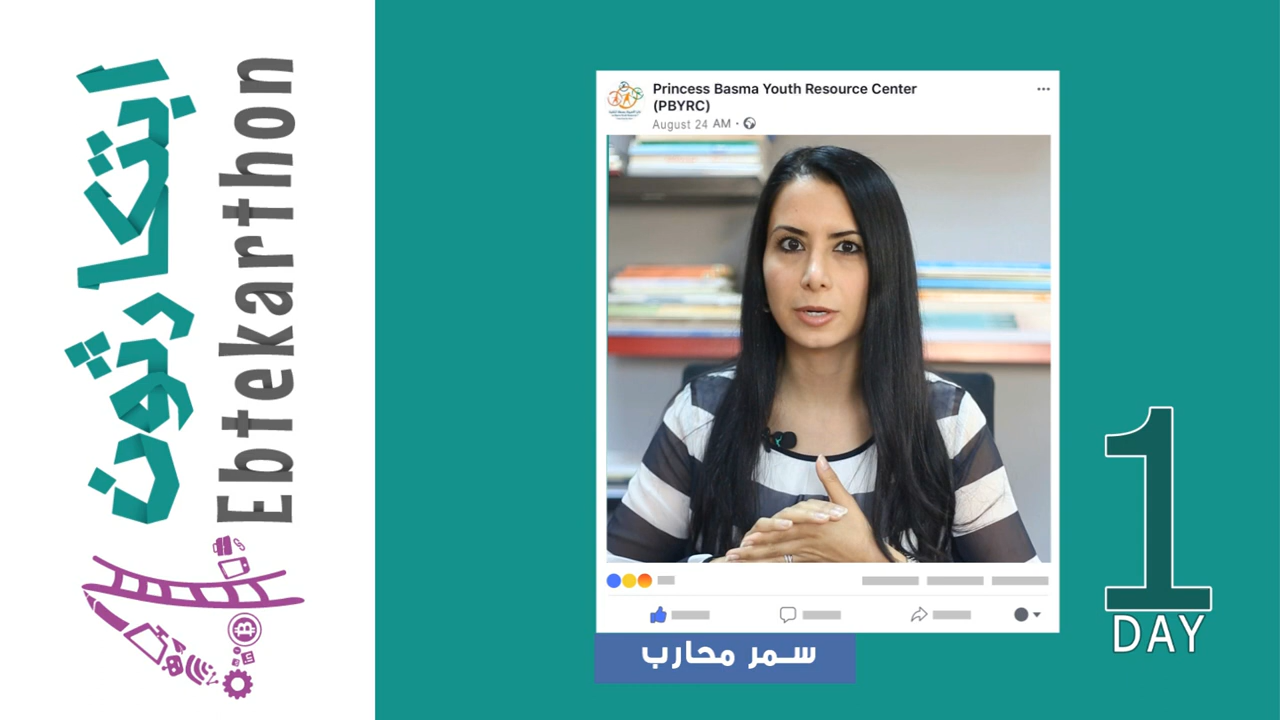 ابتكارثون
Ebtekarthon
Princess Basma Youth Resource Center
(PBYRC)
August 24 AM ·
1
DAY
سمر محارب